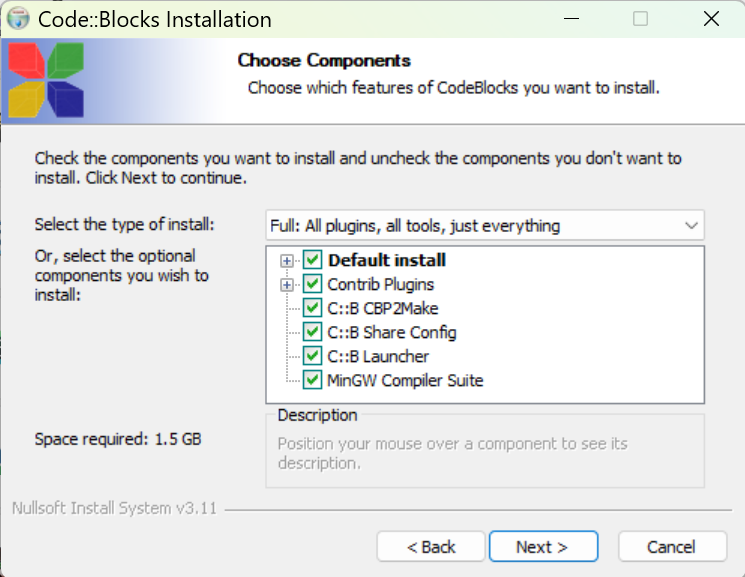 Code::Blocks Installation
Choose Components
Choose which features of CodeBlocks you want to install.
Check the components you want to install and uncheck the components you don't want to
install. Click Next to continue.
Select the type of install:
Full: All plugins, all tools, just everything
Or, select the optional
components you wish to
install:
Default install
Contrib Plugins
C::B CBP2Make
C::B Share Config
C::B Launcher
MinGW Compiler Suite
Space required: 1.5 GB
Description
Position your mouse over a component to see its
description.
Nullsoft Install System v3.11
< Back
Next >
Cancel